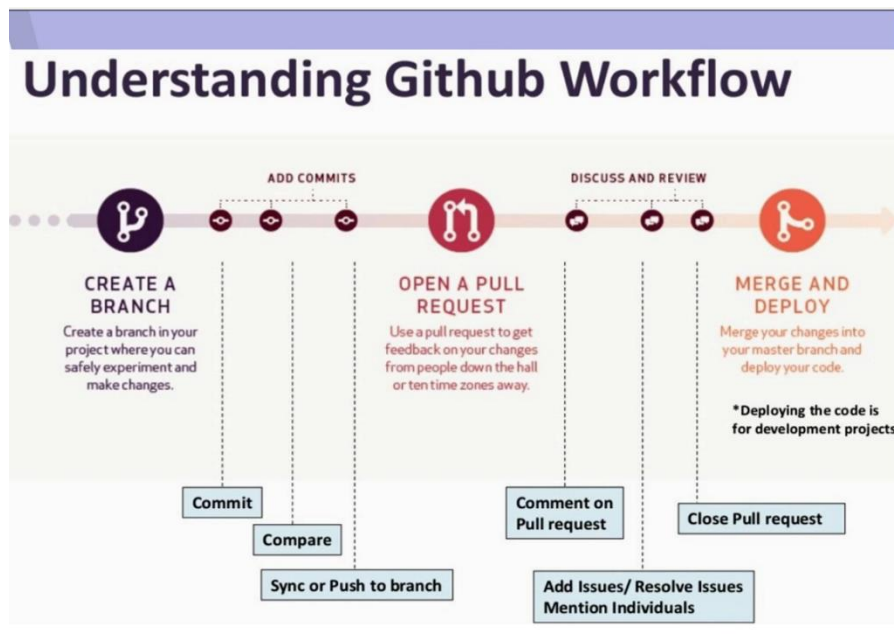 Understanding Github Workflow
ADD COMMITS
DISCUSS AND REVIEW
CREATE A
BRANCH
Create a branch in your
project where you can
safely experiment and
make changes.
OPEN A PULL
REQUEST
Use a pull request to get
feedback on your changes
from people down the hall
or ten time zones away.
MERGE AND
DEPLOY
Merge your changes into
your master branch and
deploy your code.
*Deploying the code is
for development projects
Commit
Compare
Sync or Push to branch
Comment on
Pull request
Add Issues/ Resolve Issues
Mention Individuals
Close Pull request